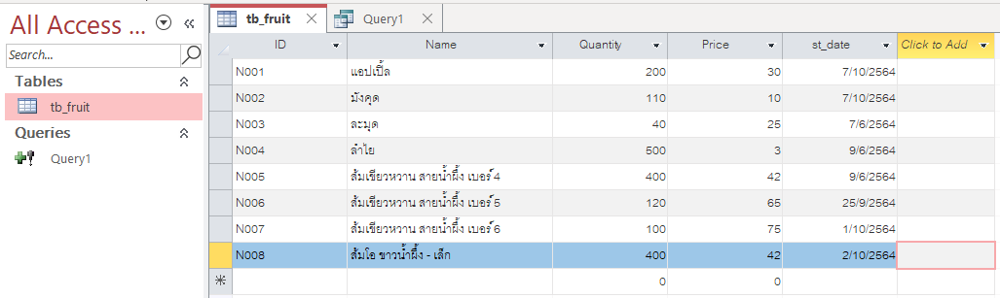 All Access ...
Search...
Tables
tb_fruit
Queries
Query1
tb_fruit Query1
ID Name Quantity Price st_date Click to Add
N001 แอปเปิ้ล 200 30 7/10/2564
N002 มังคุด 110 10 7/10/2564
N003 ละมุด 40 25 7/6/2564
N004 ลำไย 500 3 9/6/2564
N005 ส้มเขียวหวาน สายน้ำผึ้ง เบอร์ 4 400 42 9/6/2564
N006 ส้มเขียวหวาน สายน้ำผึ้ง เบอร์ 5 120 65 25/9/2564
N007 ส้มเขียวหวาน สายน้ำผึ้ง เบอร์ 6 100 75 1/10/2564
N008 ส้มโอ ขาวน้ำผึ้ง - เล็ก 400 42 2/10/2564
0 0